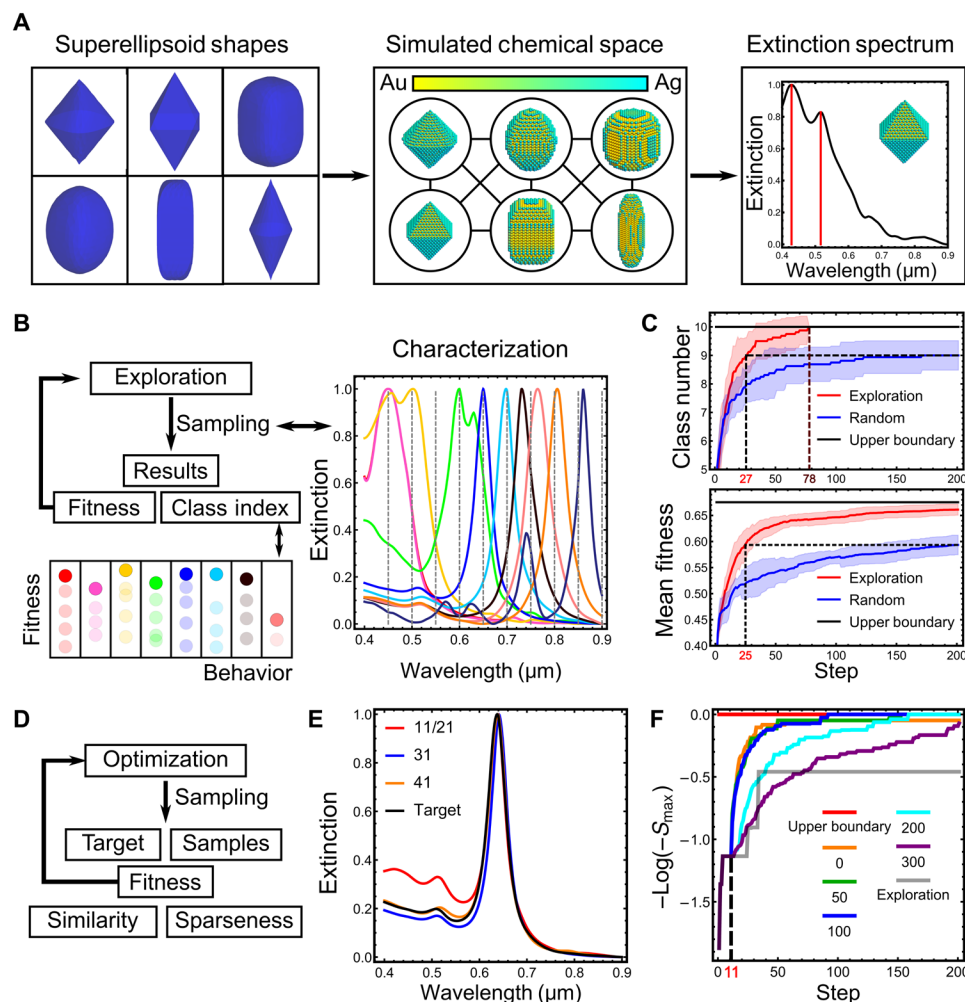 A
Superellipsoid shapes
Simulated chemical space
Extinction spectrum
Au
Ag
Extinction
1.0
0.8
0.6
0.4
0.2
0.0
0.4 0.5 0.6 0.7 0.8 0.9
Wavelength (µm)
B
Exploration
Sampling
Results
Fitness
Class index
Fitness
Behavior
Characterization
Extinction
1.0
0.8
0.6
0.4
0.2
0.0
0.4 0.5 0.6 0.7 0.8 0.9
Wavelength (µm)
C
Class number
10
9
8
7
6
5
Exploration
Random
Upper boundary
0 27 50 78 100 150 200
Mean fitness
0.65
0.60
0.55
0.50
0.45
0.40
Exploration
Random
Upper boundary
0 25 50 100 150 200
Step
D
Optimization
Sampling
Target
Samples
Fitness
Similarity
Sparseness
E
Extinction
1.0
0.8
0.6
0.4
0.2
0.0
11/21
31
41
Target
0.4 0.5 0.6 0.7 0.8 0.9
Wavelength (µm)
F
−Log(−Smax)
0.0
−0.5
−1.0
−1.5
Upper boundary
0
50
100
200
300
Exploration
0 11 50 100 150 200
Step